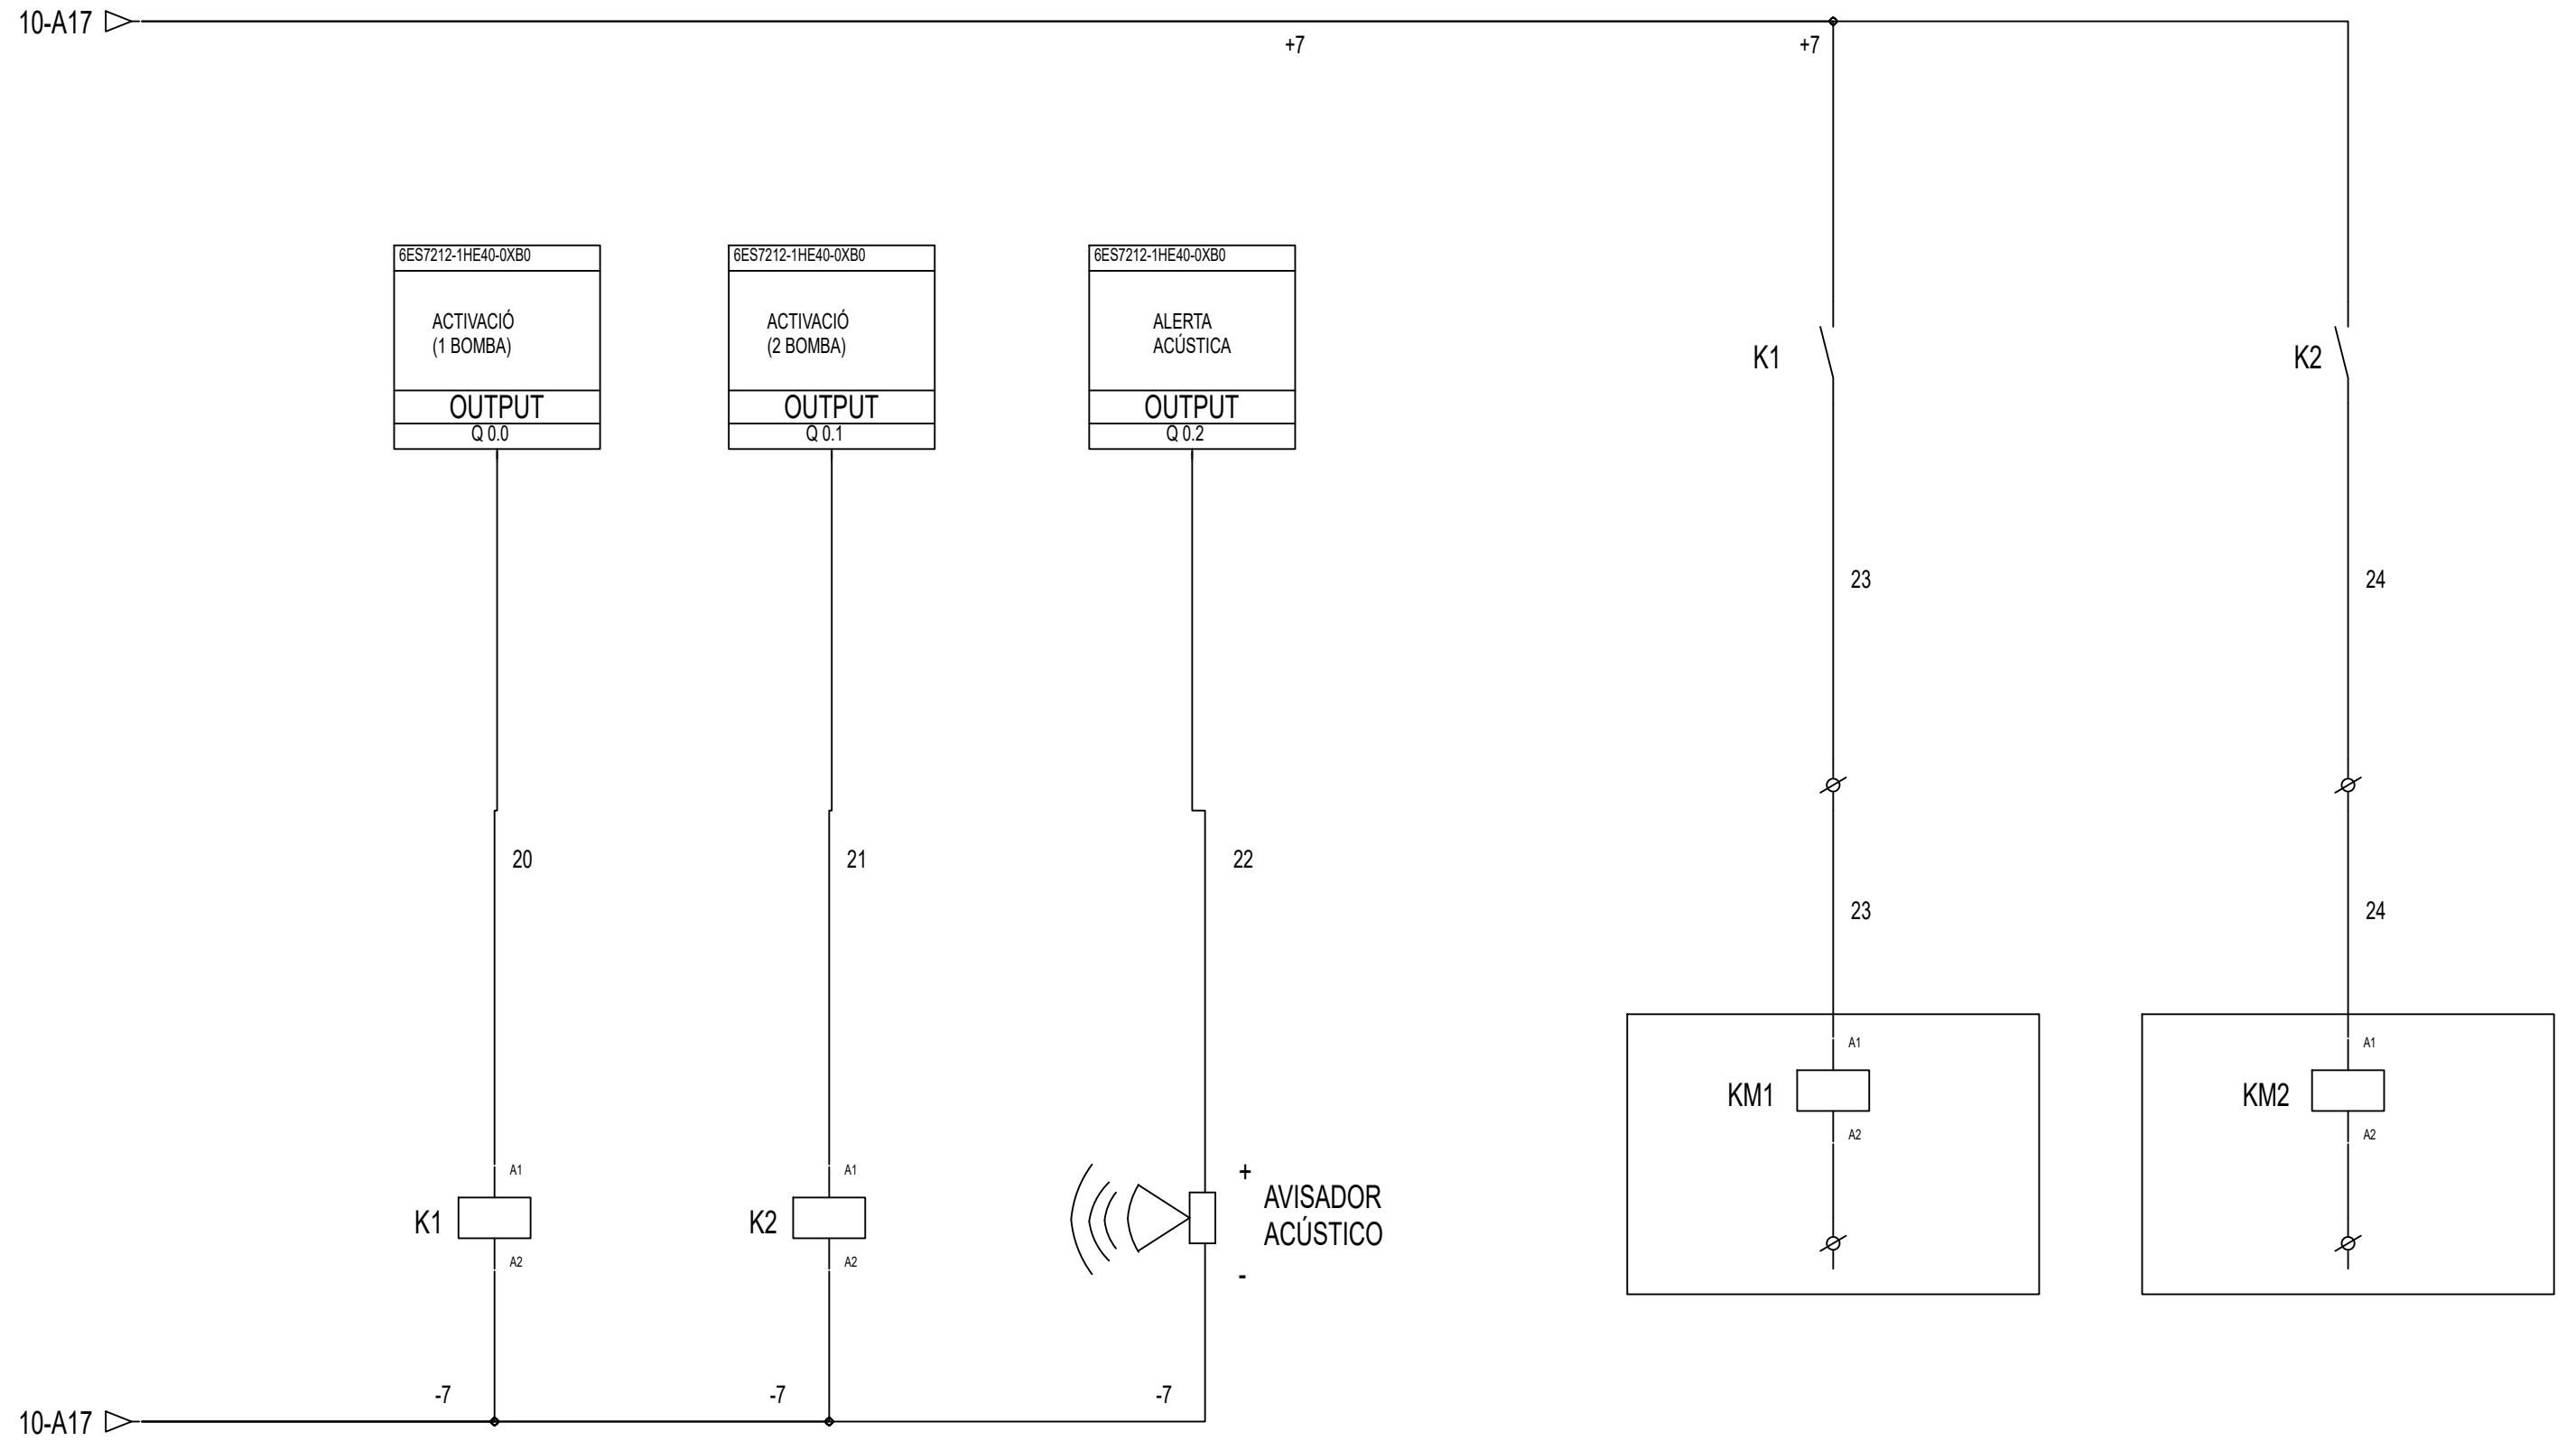 10-A17
+7
+7
6ES7212-1HE40-0XB0
ACTIVACIÓ
(1 BOMBA)
OUTPUT
Q 0.0
6ES7212-1HE40-0XB0
ACTIVACIÓ
(2 BOMBA)
OUTPUT
Q 0.1
6ES7212-1HE40-0XB0
ALERTA
ACÚSTICA
OUTPUT
Q 0.2
K1
K2
23
24
20
21
22
23
24
A1
KM1
A2
A1
KM2
A2
A1
K1
A2
A1
K2
A2
+
AVISADOR
ACÚSTICO
-
-7
-7
-7
10-A17